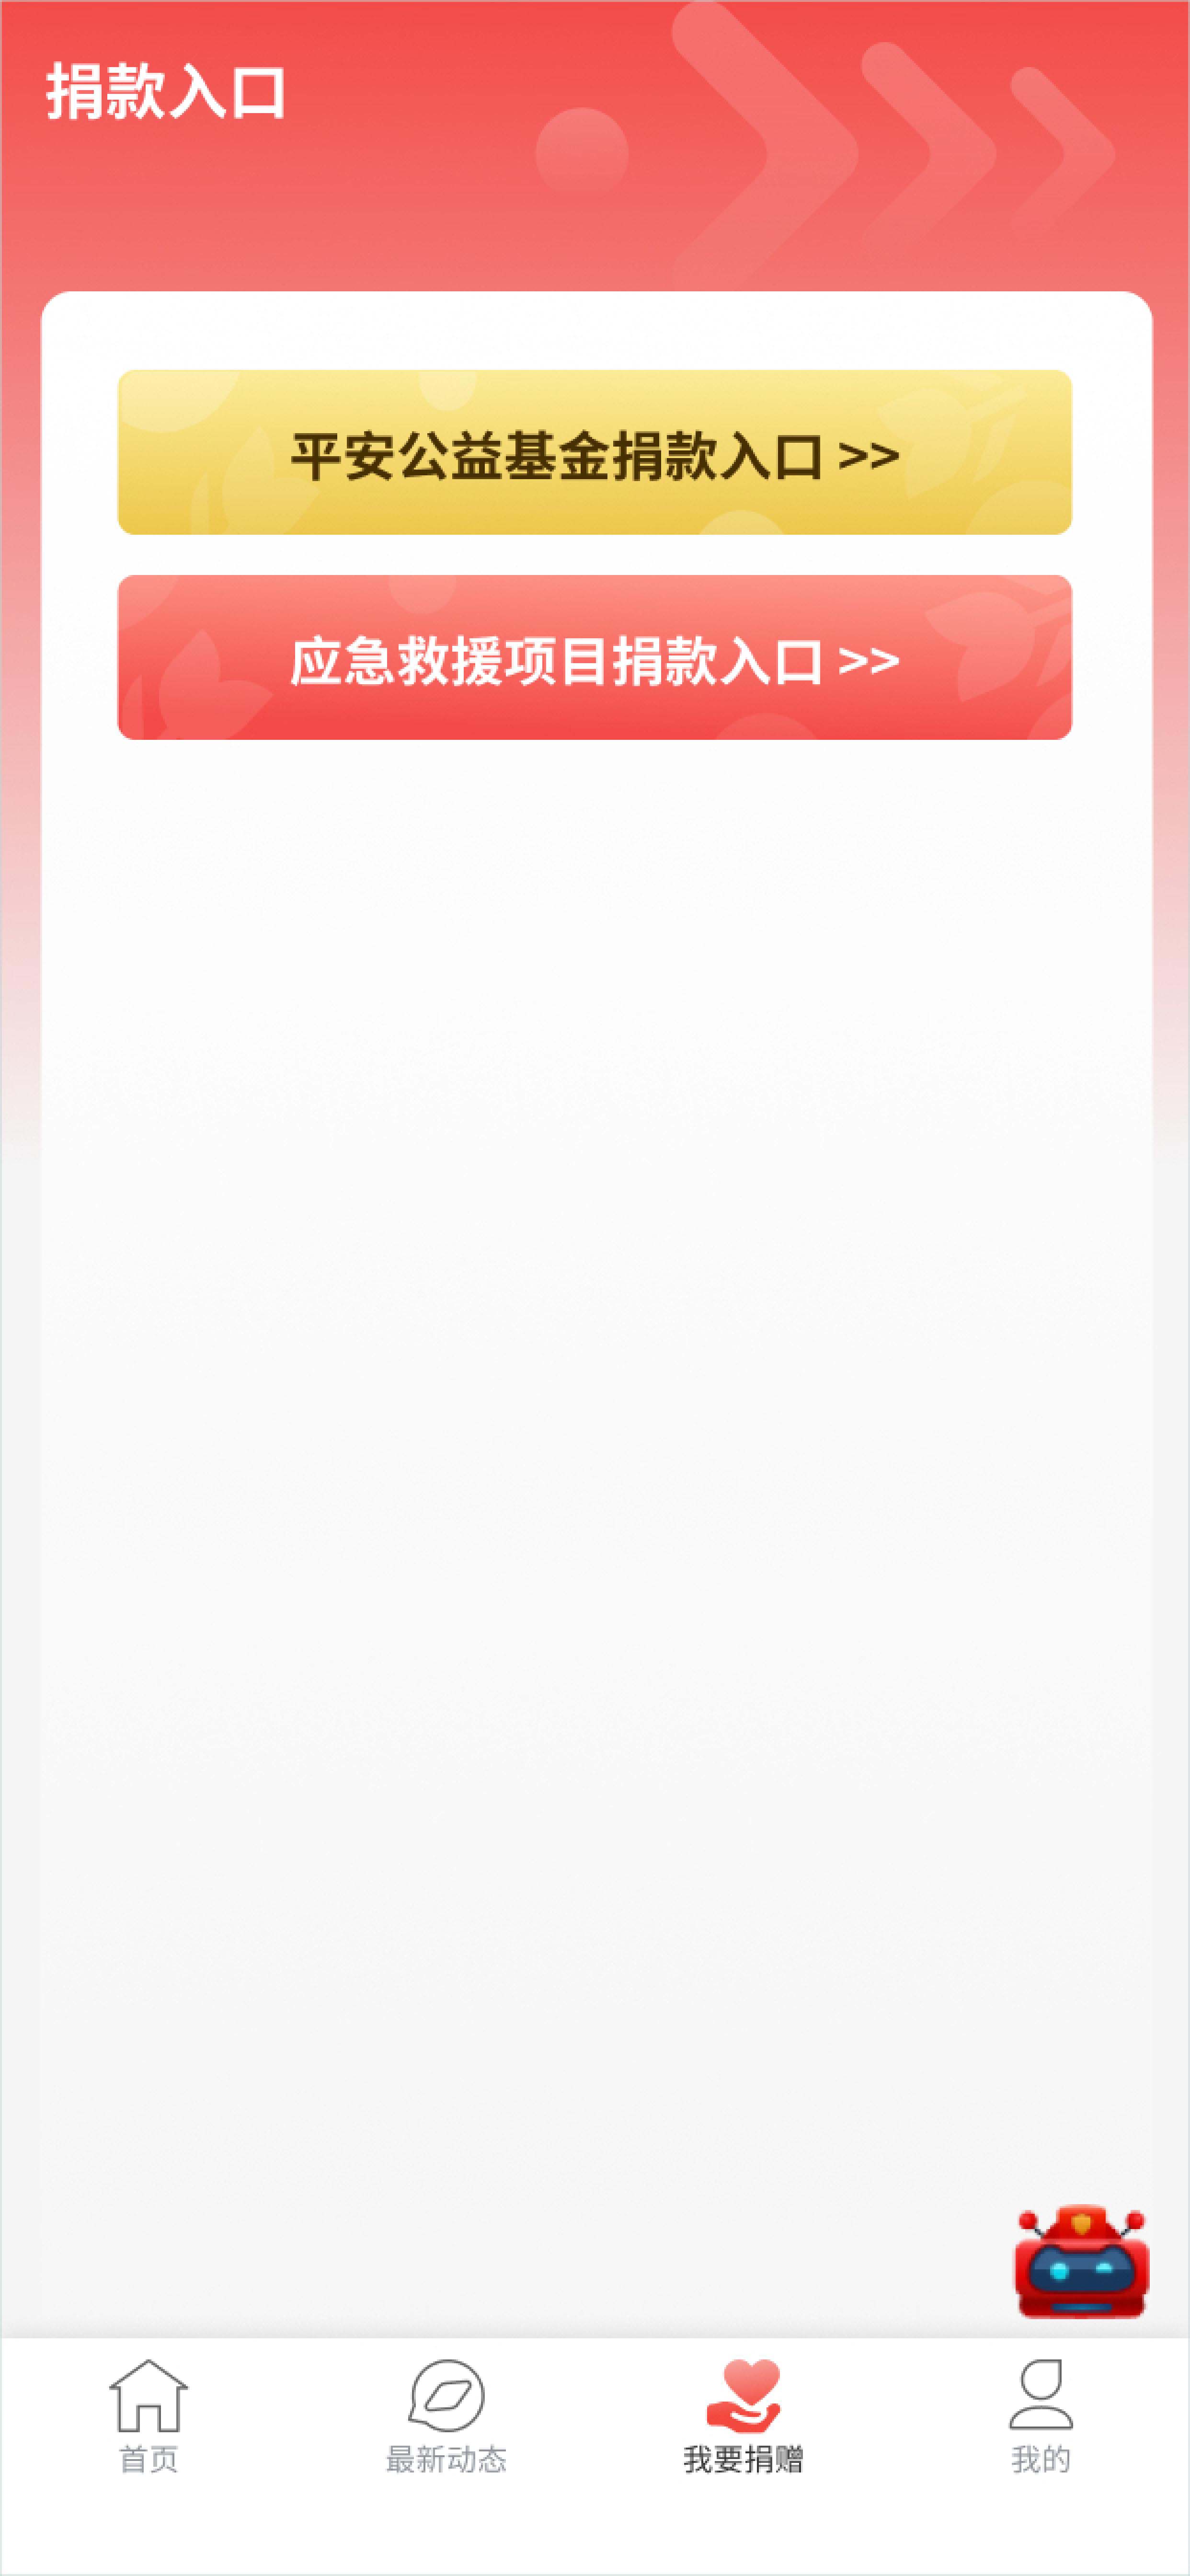 捐款入口
平安公益基金捐款入口 >>
应急救援项目捐款入口 >>
首页
最新动态
我要捐赠
我的